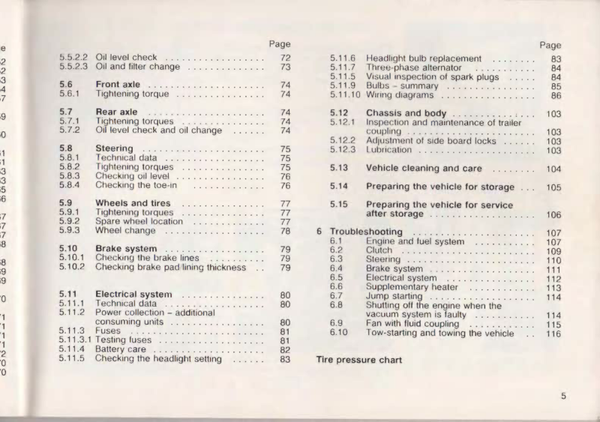 Page
5.5.2.2 Oil level check 72
5.5.2.3 Oil and filter change 73
5.6 Front axle 74
5.6.1 Tightening torque 74
5.7 Rear axle 74
5.7.1 Tightening torques 74
5.7.2 Oil level check and oil change 74
5.8 Steering 75
5.8.1 Technical data 75
5.8.2 Tightening torques 75
5.8.3 Checking oil level 76
5.8.4 Checking the toe-in 76
5.9 Wheels and tires 77
5.9.1 Tightening torques 77
5.9.2 Spare wheel location 77
5.9.3 Wheel change 78
5.10 Brake system 79
5.10.1 Checking the brake lines 79
5.10.2 Checking brake pad lining thickness 79
5.11 Electrical system 80
5.11.1 Technical data 80
5.11.2 Power collection – additional
consuming units 80
5.11.3 Fuses 81
5.11.3.1 Testing fuses 81
5.11.4 Battery care 82
5.11.5 Checking the headlight setting 83
Page
5.11.6 Headlight bulb replacement 83
5.11.7 Three-phase alternator 84
5.11.5 Visual inspection of spark plugs 84
5.11.9 Bulbs – summary 85
5.11.10 Wiring diagrams 86
5.12 Chassis and body 103
5.12.1 Inspection and maintenance of trailer
coupling 103
5.12.2 Adjustment of side board locks 103
5.12.3 Lubrication 103
5.13 Vehicle cleaning and care 104
5.14 Preparing the vehicle for storage 105
5.15 Preparing the vehicle for service
after storage 106
6 Troubleshooting 107
6.1 Engine and fuel system 107
6.2 Clutch 109
6.3 Steering 110
6.4 Brake system 111
6.5 Electrical system 112
6.6 Supplementary heater 113
6.7 Jump starting 114
6.8 Shutting off the engine when the
vacuum system is faulty 114
6.9 Fan with fluid coupling 115
6.10 Tow-starting and towing the vehicle 116
Tire pressure chart
5